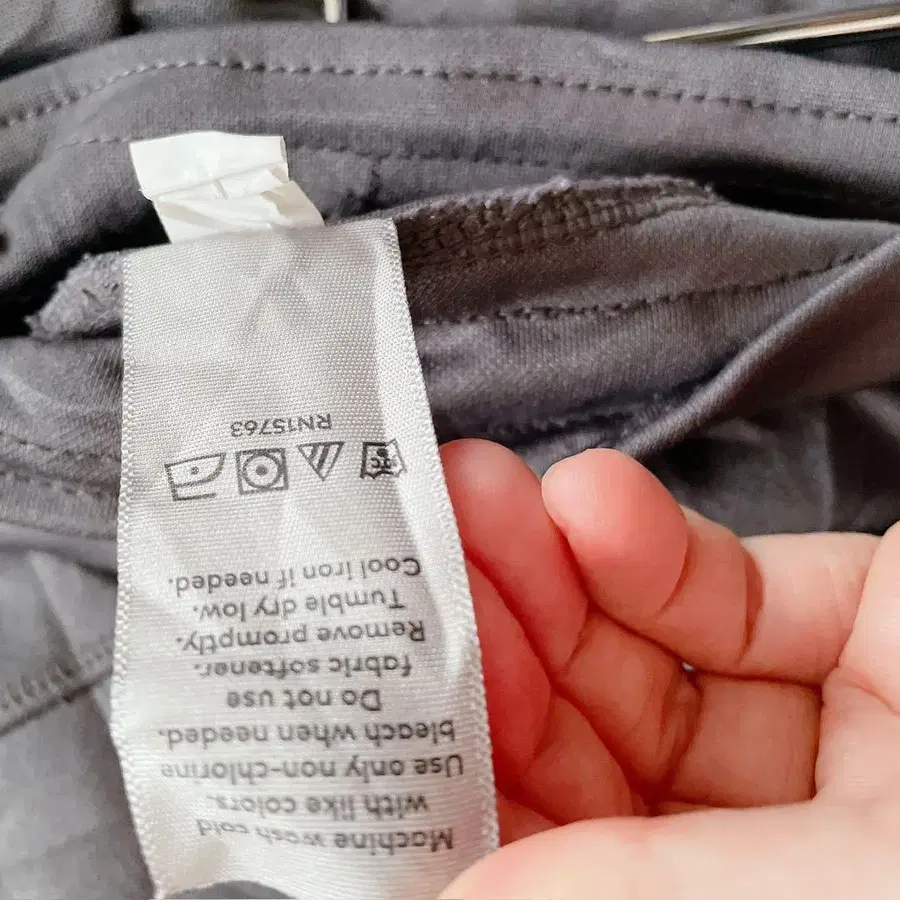 Machine wash cold
with like colors.
Use only non-chlorine
bleach when needed.
Do not use
fabric softener.
Remove promptly.
Tumble dry low.
Cool iron if needed.
RN15763